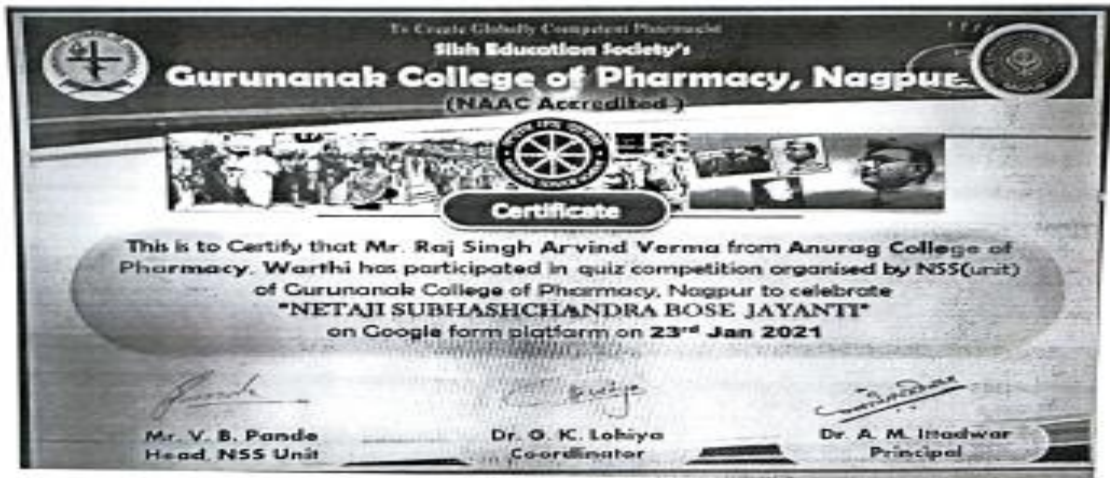 To Create Globally Competent Pharmacist
Sikh Education Society's
Gurunanak College of Pharmacy, Nagpur
(NAAC Accredited )
Certificate
This is to Certify that Mr. Raj Singh Arvind Verma from Anurag College of
Pharmacy, Warthi has participated in quiz competition organised by NSS(unit)
of Gurunanak College of Pharmacy, Nagpur to celebrate
"NETAJI SUBHASHCHANDRA BOSE JAYANTI"
on Google form platform on 23rd Jan 2021
Mr. V. B. Pande
Head NSS Unit
Dr. G. K. Lohiya
Coordinator
Dr. A. M. Ittadwar
Principal